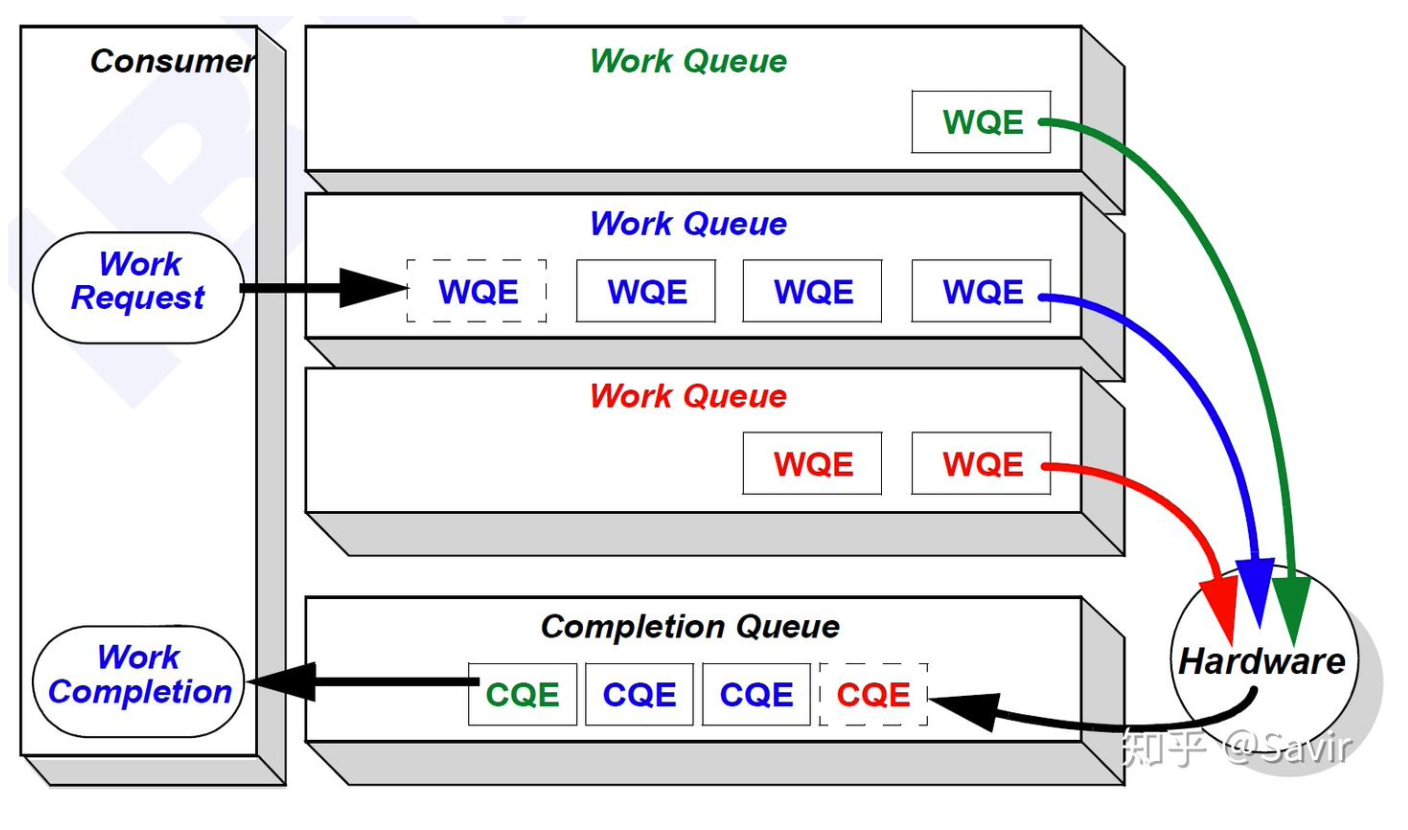 Consumer
Work Queue
WQE
Work Queue
Work
Request
WQE WQE WQE WQE
Work Queue
WQE WQE
Completion Queue
Work
Completion
CQE CQE CQE CQE
Hardware
知乎 @Savir